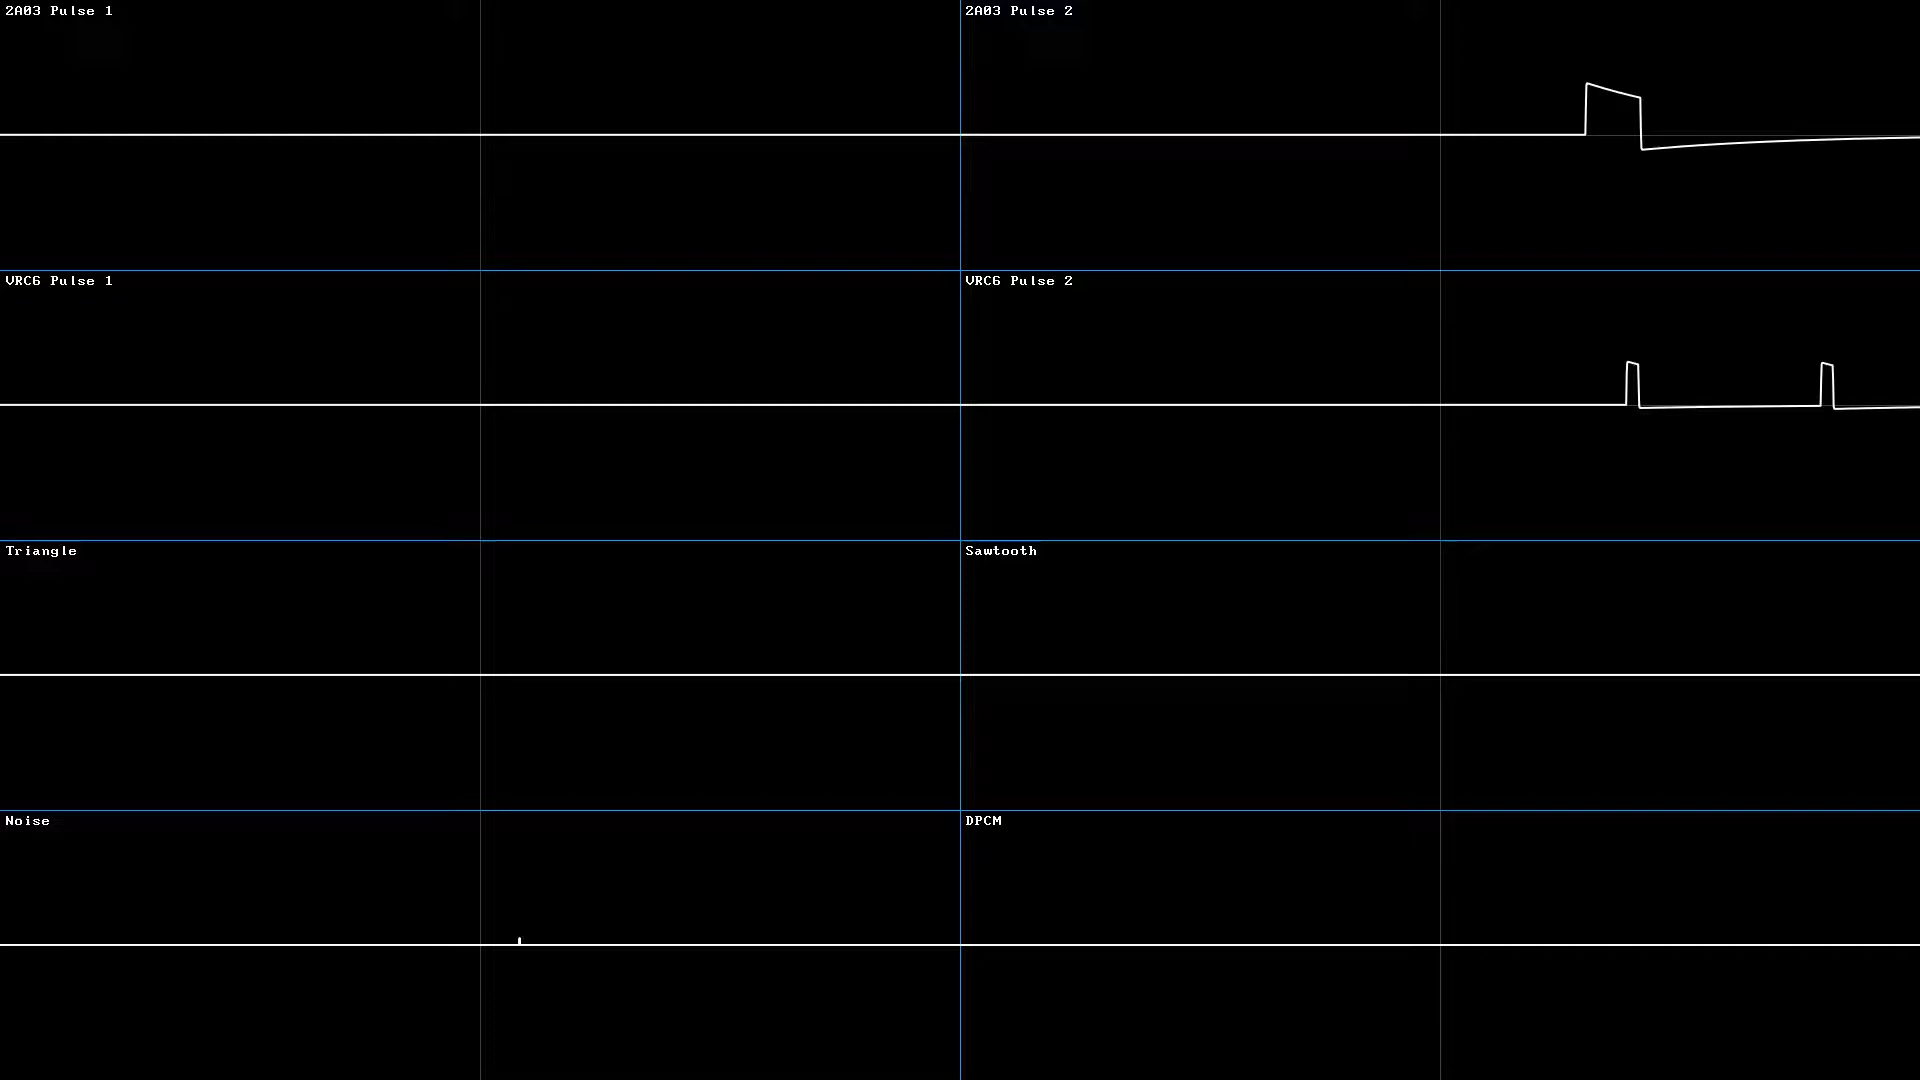 2A03 Pulse 1
2A03 Pulse 2
VRC6 Pulse 1
VRC6 Pulse 2
Triangle
Sawtooth
Noise
DPCM